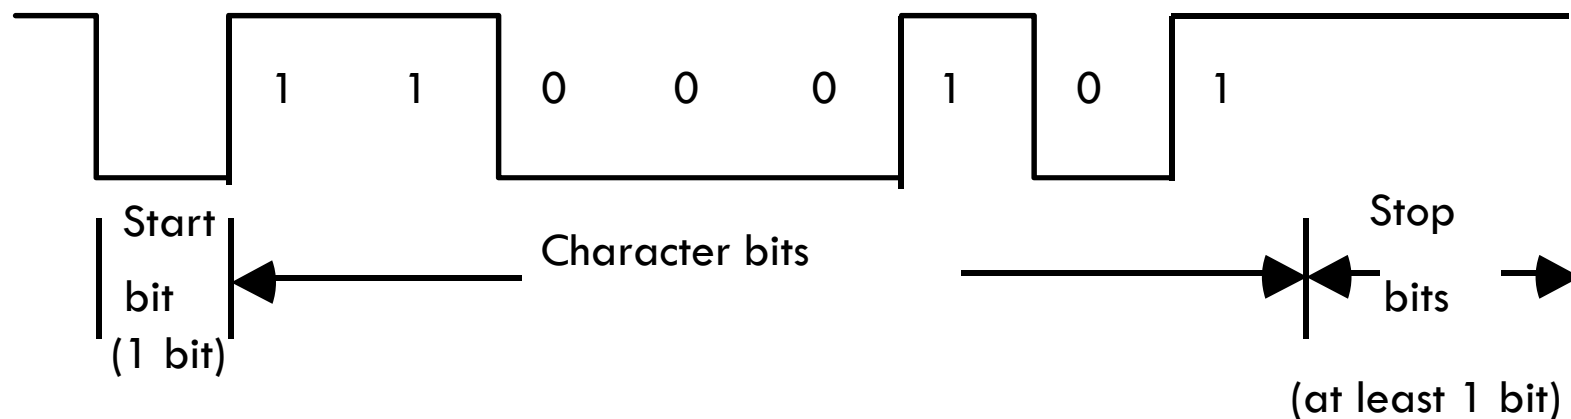 1 1 0 0 0 1 0 1
Start
bit
(1 bit)
Character bits
Stop
bits
(at least 1 bit)